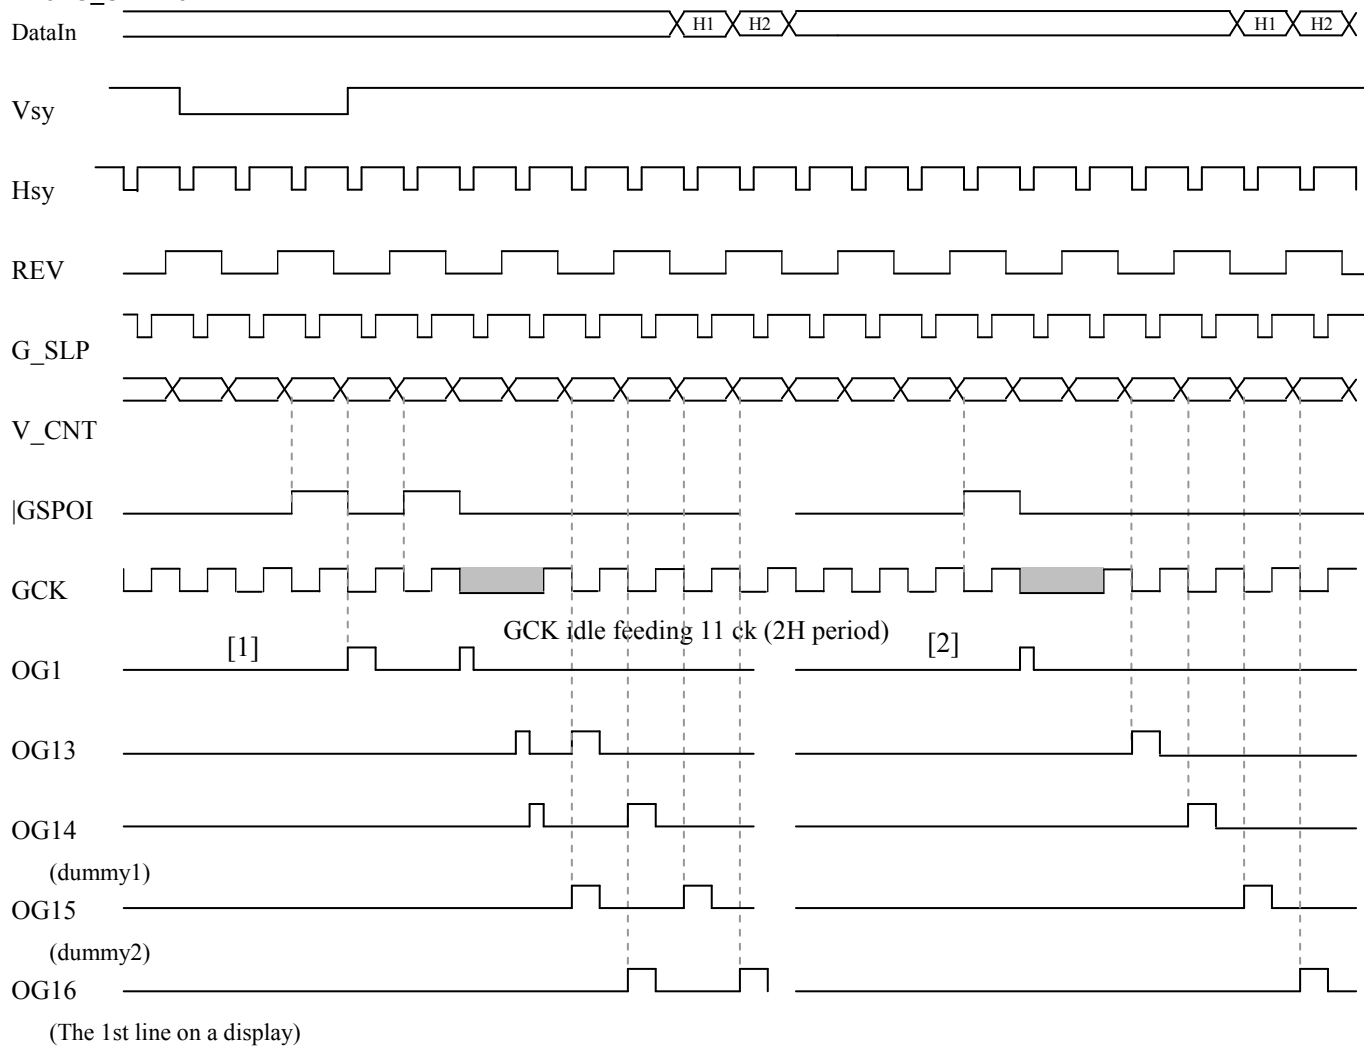 DataIn
H1 H2 H1 H2
Vsy
Hsy
REV
G_SLP
V_CNT
|GSPOI
GCK
GCK idle feeding 11 ck (2H period)
[1] [2]
OG1
OG13
OG14
(dummy1)
OG15
(dummy2)
OG16
(The 1st line on a display)